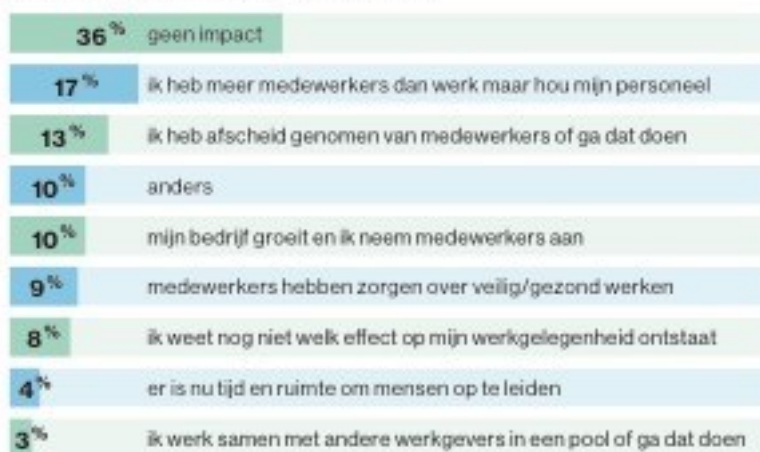 36% geen impact
17% ik heb meer medewerkers dan werk maar hou mijn personeel
13% ik heb afscheid genomen van medewerkers of ga dat doen
10% anders
10% mijn bedrijf groeit en ik neem medewerkers aan
9% medewerkers hebben zorgen over veilig/gezond werken
8% ik weet nog niet welk effect op mijn werkgelegenheid ontstaat
4% er is nu tijd en ruimte om mensen op te leiden
3% ik werk samen met andere werkgevers in een pool of ga dat doen